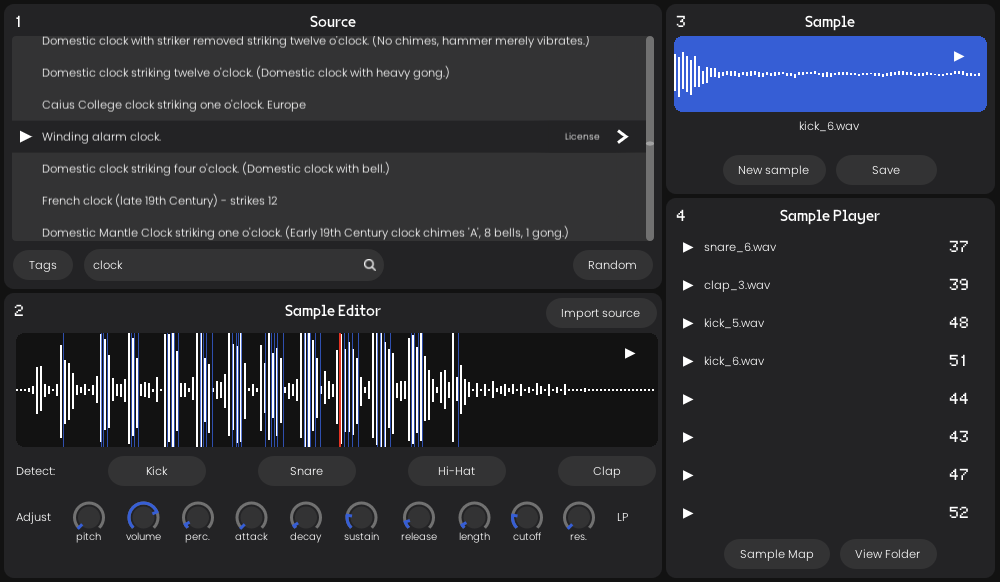 1
Source
Domestic clock with striker removed striking twelve o'clock. (No chimes, hammer merely vibrates.)
Domestic clock striking twelve o'clock. (Domestic clock with heavy gong.)
Caius College clock striking one o'clock. Europe
Winding alarm clock.
License
Domestic clock striking four o'clock. (Domestic clock with bell.)
French clock (late 19th Century) - strikes 12
Domestic Mantle Clock striking one o'clock. (Early 19th Century clock chimes 'A', 8 bells, 1 gong.)
Tags
clock
Random
2
Sample Editor
Import source
Detect:
Kick
Snare
Hi-Hat
Clap
Adjust
pitch
volume
perc.
attack
decay
sustain
release
length
cutoff
res.
LP
3
Sample
kick_6.wav
New sample
Save
4
Sample Player
snare_6.wav 37
clap_3.wav 39
kick_5.wav 48
kick_6.wav 51
44
43
47
52
Sample Map
View Folder